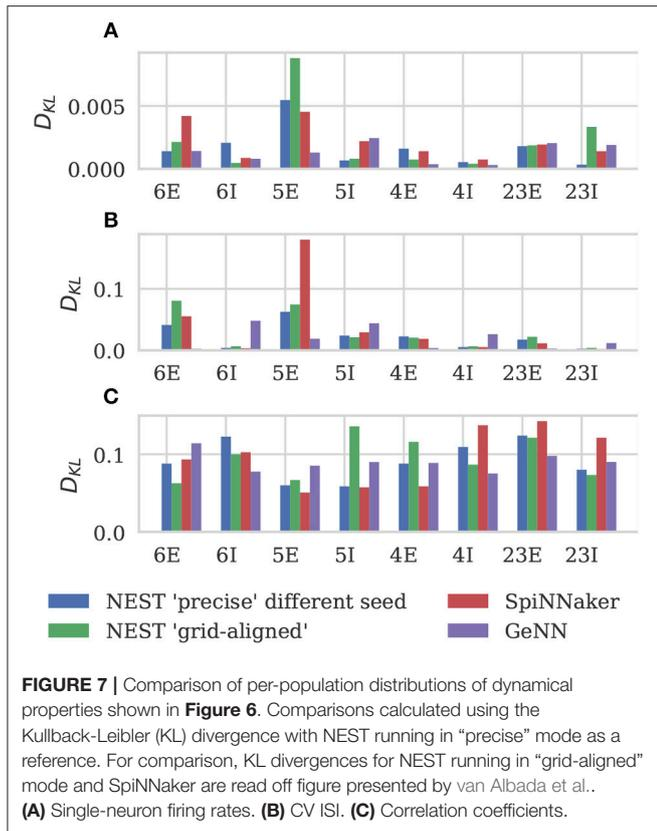 A
D_KL
0.005
0.000
6E 6I 5E 5I 4E 4I 23E 23I
B
D_KL
0.1
0.0
6E 6I 5E 5I 4E 4I 23E 23I
C
D_KL
0.1
0.0
6E 6I 5E 5I 4E 4I 23E 23I
NEST 'precise' different seed
NEST 'grid-aligned'
SpiNNaker
GeNN
FIGURE 7 | Comparison of per-population distributions of dynamical
properties shown in Figure 6. Comparisons calculated using the
Kullback-Leibler (KL) divergence with NEST running in “precise” mode as a
reference. For comparison, KL divergences for NEST running in “grid-aligned”
mode and SpiNNaker are read off figure presented by van Albada et al..
(A) Single-neuron firing rates. (B) CV ISI. (C) Correlation coefficients.